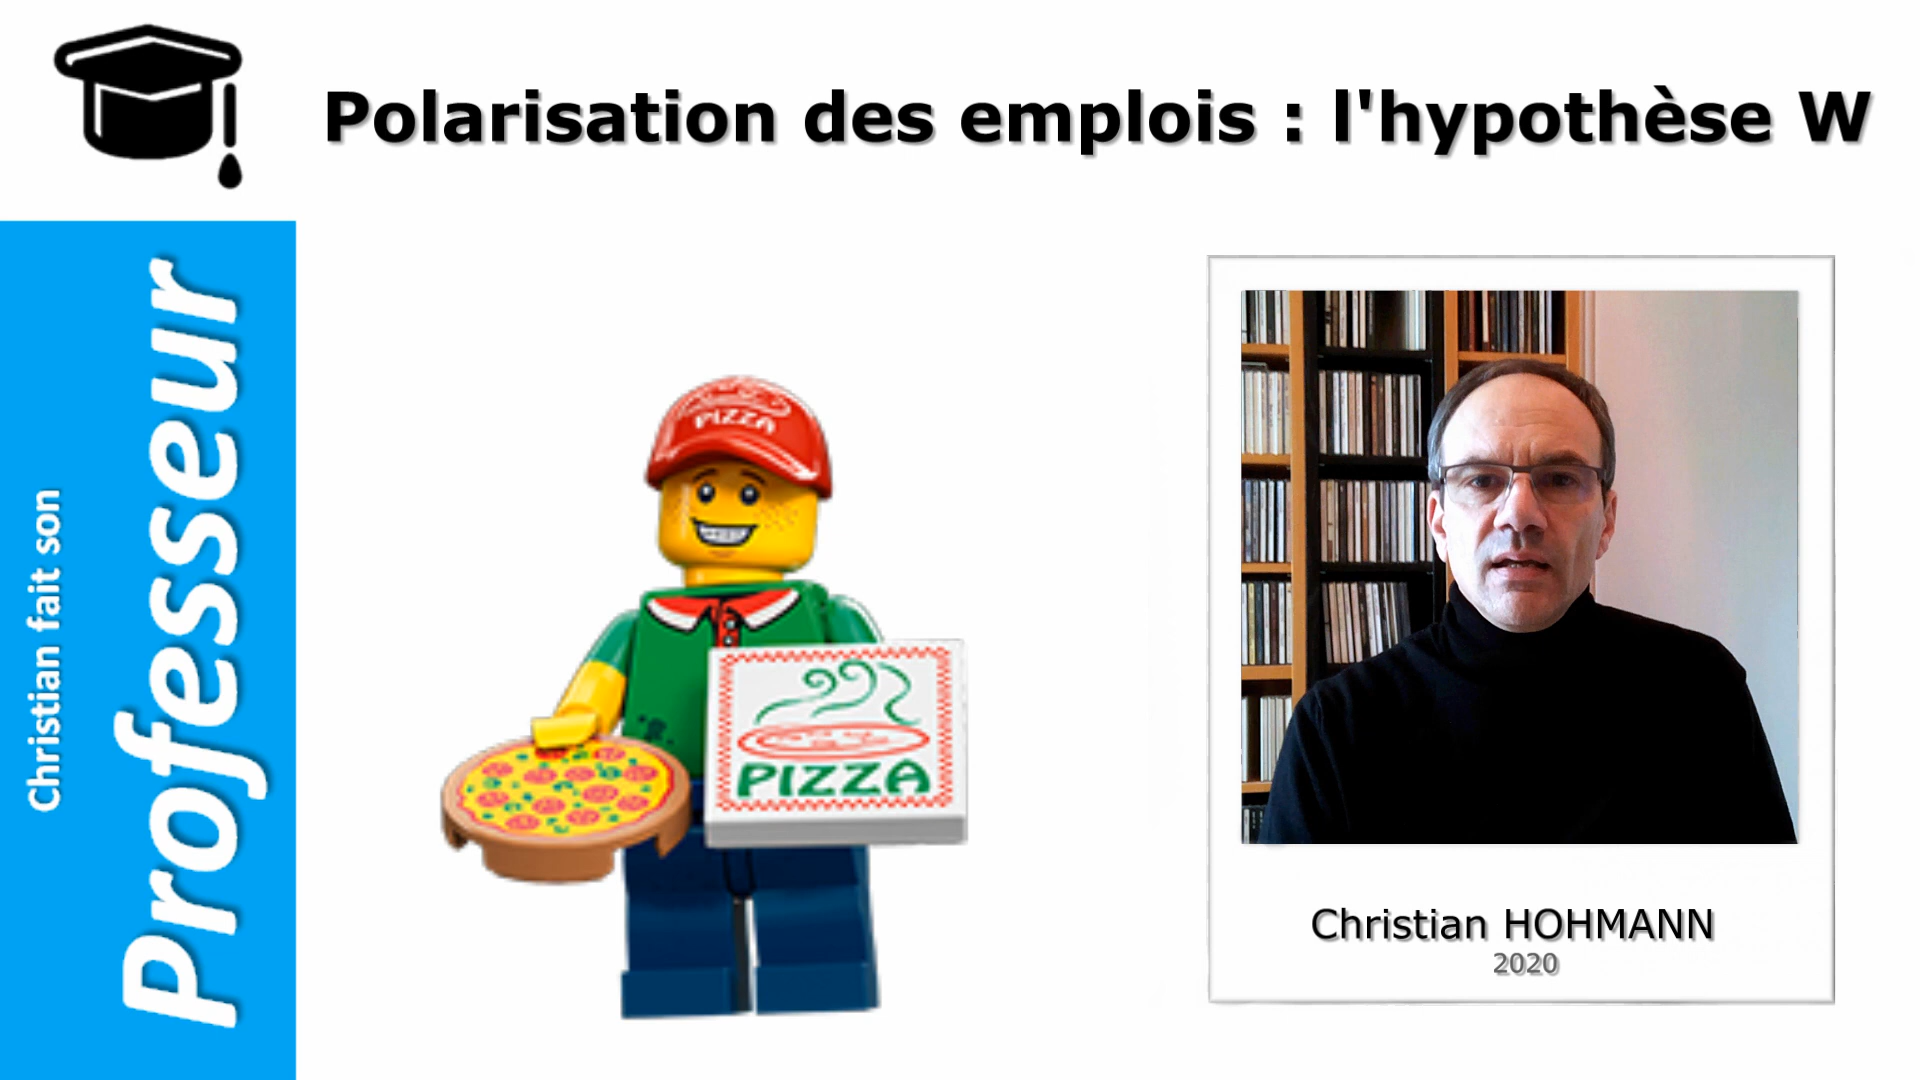 Polarisation des emplois : l'hypothèse W
Christian fait son
Professeur
PIZZA
PIZZA
Christian HOHMANN
2020